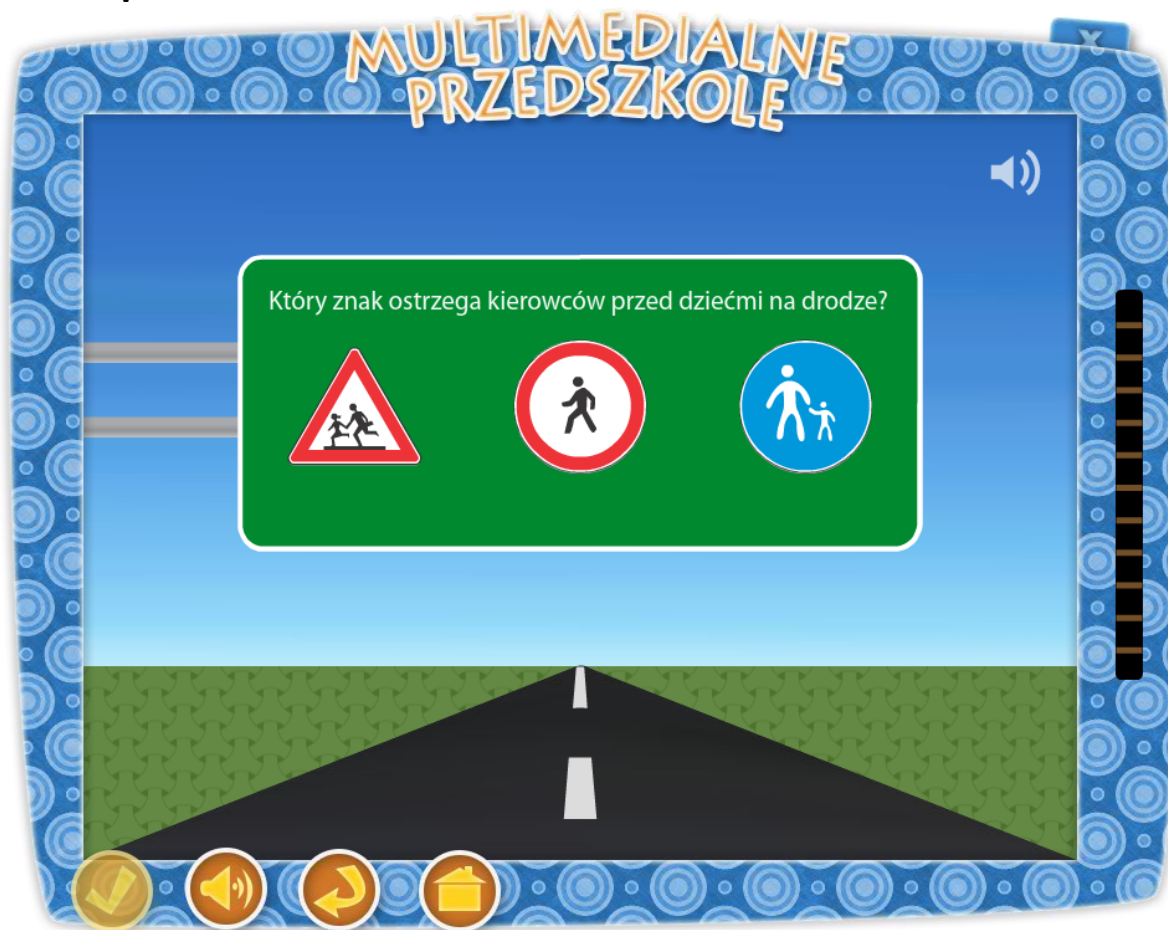 MULTIMEDIALNE
PRZEDSZKOLE
Który znak ostrzega kierowców przed dziećmi na drodze?